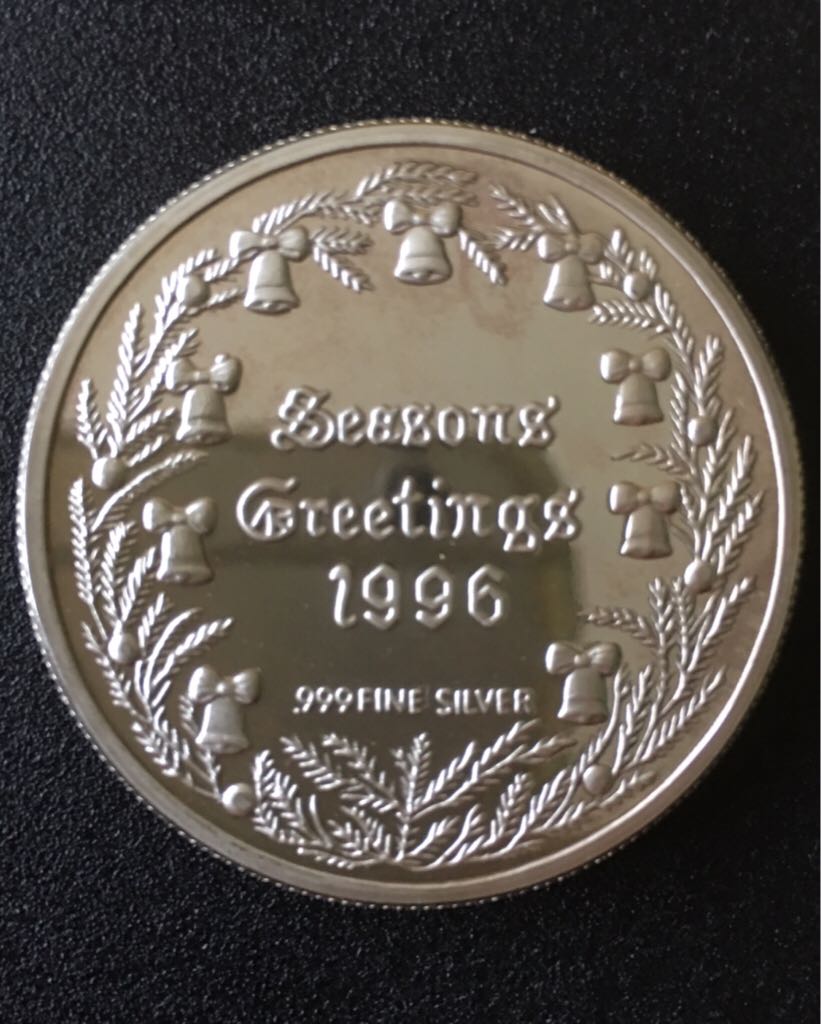 Seasons
Greetings
1996
.999 FINE SILVER